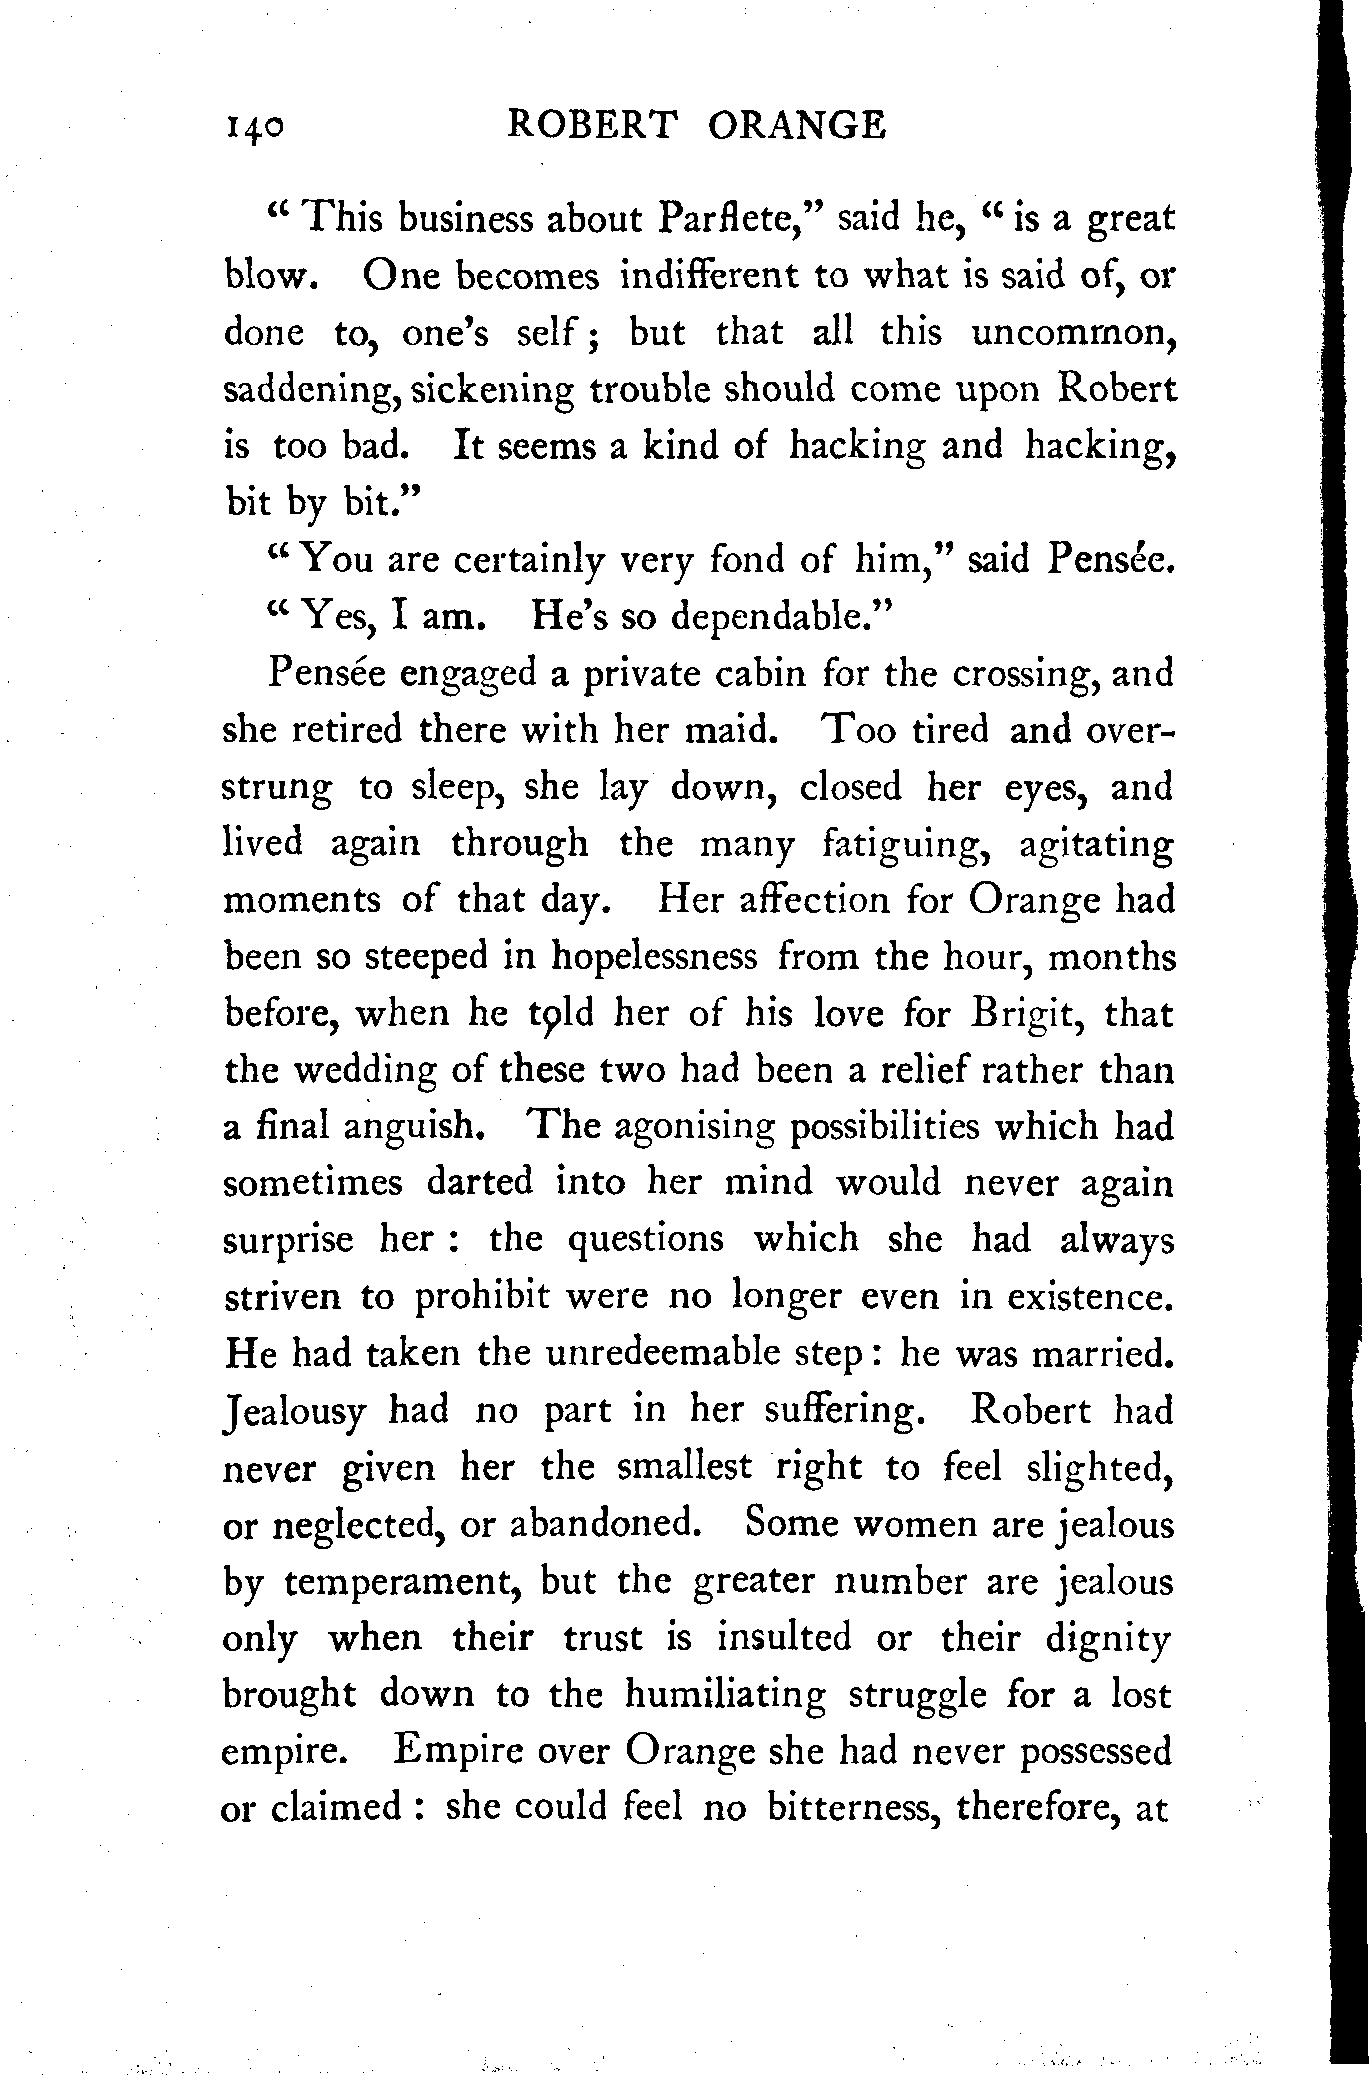 140 ROBERT ORANGE
“ This business about Parflete,” said he, “ is a great
blow. One becomes indifferent to what is said of, or
done to, one’s self ; but that all this uncommon,
saddening, sickening trouble should come upon Robert
is too bad. It seems a kind of hacking and hacking,
bit by bit.”
“ You are certainly very fond of him,” said Pensée.
“ Yes, I am. He’s so dependable.”
Pensée engaged a private cabin for the crossing, and
she retired there with her maid. Too tired and over-
strung to sleep, she lay down, closed her eyes, and
lived again through the many fatiguing, agitating
moments of that day. Her affection for Orange had
been so steeped in hopelessness from the hour, months
before, when he told her of his love for Brigit, that
the wedding of these two had been a relief rather than
a final anguish. The agonising possibilities which had
sometimes darted into her mind would never again
surprise her : the questions which she had always
striven to prohibit were no longer even in existence.
He had taken the unredeemable step : he was married.
Jealousy had no part in her suffering. Robert had
never given her the smallest right to feel slighted,
or neglected, or abandoned. Some women are jealous
by temperament, but the greater number are jealous
only when their trust is insulted or their dignity
brought down to the humiliating struggle for a lost
empire. Empire over Orange she had never possessed
or claimed : she could feel no bitterness, therefore, at